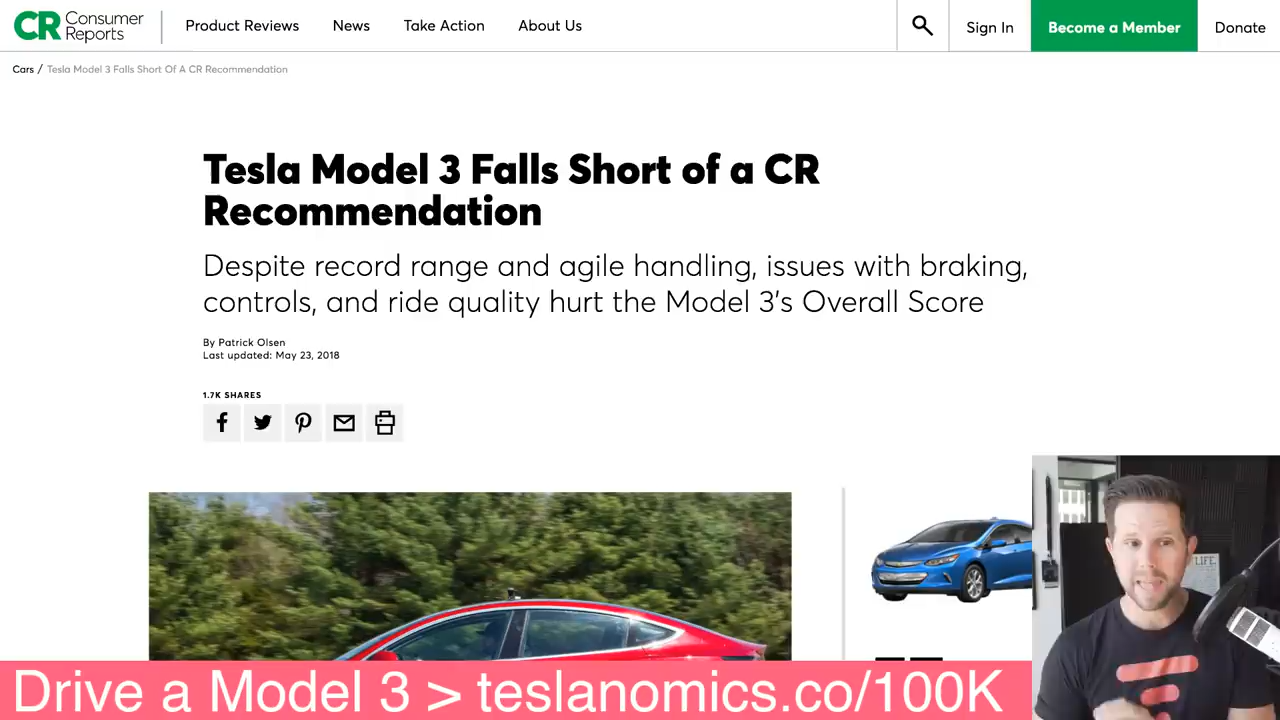 CR Consumer Reports
Product Reviews
News
Take Action
About Us
Sign In
Become a Member
Donate
Cars / Tesla Model 3 Falls Short Of A CR Recommendation
Tesla Model 3 Falls Short of a CR
Recommendation
Despite record range and agile handling, issues with braking,
controls, and ride quality hurt the Model 3's Overall Score
By Patrick Olsen
Last updated: May 23, 2018
1.7K SHARES
LIFE
Drive a Model 3 > teslanomics.co/100K